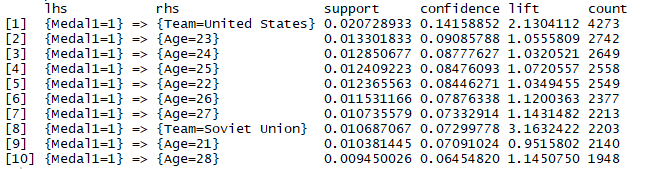 lhs rhs support confidence lift count
[1] {Medal1=1} => {Team=United States} 0.020728933 0.14158852 2.1304112 4273
[2] {Medal1=1} => {Age=23} 0.013301833 0.09085788 1.0555809 2742
[3] {Medal1=1} => {Age=24} 0.012850677 0.08777627 1.0320521 2649
[4] {Medal1=1} => {Age=25} 0.012409223 0.08476093 1.0720557 2558
[5] {Medal1=1} => {Age=22} 0.012365563 0.08446271 1.0349455 2549
[6] {Medal1=1} => {Age=26} 0.011531166 0.07876338 1.1200363 2377
[7] {Medal1=1} => {Age=27} 0.010735579 0.07332914 1.1431482 2213
[8] {Medal1=1} => {Team=Soviet Union} 0.010687067 0.07299778 3.1632422 2203
[9] {Medal1=1} => {Age=21} 0.010381445 0.07091024 0.9515802 2140
[10] {Medal1=1} => {Age=28} 0.009450026 0.06454820 1.1450750 1948